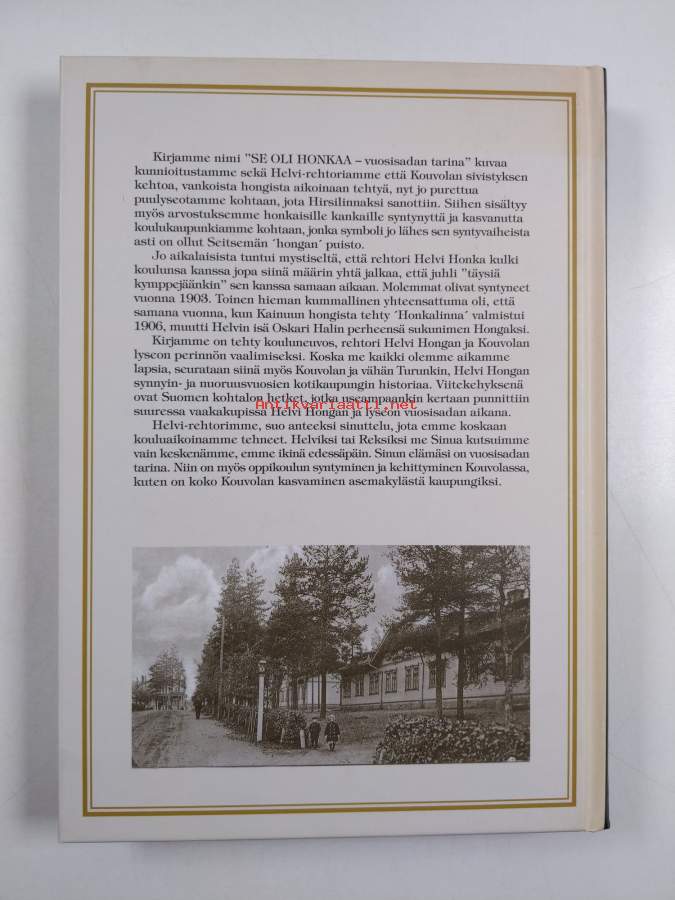 Kirjamme nimi ”SE OLI HONKAA – vuosisadan tarina” kuvaa
kunnioitustamme sekä Helvi-rehtoriamme että Kouvolan sivistyksen
kehtoa, vankoista hongista aikoinaan tehtyä, nyt jo purettua
puulyseotamme kohtaan, jota Hirsilinnaksi sanottiin. Siihen sisältyy
myös arvostuksemme honkaisille kankaille syntynyttä ja kasvanutta
koulukaupunkiamme kohtaan, jonka symboli jo lähes sen syntyvaiheista
asti on ollut Seitsemän ´hongan´ puisto.
Jo aikalaisista tuntui mystiseltä, että rehtori Helvi Honka kulki
koulunsa kanssa jopa siinä määrin yhtä jalkaa, että juhli ”täysiä
kymppejäänkin” sen kanssa samaan aikaan. Molemmat olivat syntyneet
vuonna 1903. Toinen hieman kummallinen yhteensattuma oli, että
samana vuonna, kun Kainuun hongista tehty ´Honkalinna´ valmistui
1906, muutti Helvin isä Oskari Halin perheensä sukunimen Hongaksi.
Kirjamme on tehty kouluneuvos, rehtori Helvi Hongan ja Kouvolan
lyseon perinnön vaalimiseksi. Koska me kaikki olemme aikamme
lapsia, seurataan siinä myös Kouvolan ja vähän Turunkin, Helvi Hongan
synnyin- ja nuoruusvuosien kotikaupungin historiaa. Viitekehyksenä
ovat Suomen kohtalon hetket, jotka useampaankin kertaan punnittiin
Antikvariaatti.net
suuressa vaakakupissa Helvi Hongan ja lyseon vuosisadan aikana.
Helvi-rehtorimme, suo anteeksi sinuttelu, jota emme koskaan
kouluaikoinamme tehneet. Helviksi tai Reksiksi me Sinua kutsuimme
vain keskenämme, emme ikinä edessäpäin. Sinun elämäsi on vuosisadan
tarina. Niin on myös oppikoulun syntyminen ja kehittyminen Kouvolassa,
kuten on koko Kouvolan kasvaminen asemakylästä kaupungiksi.